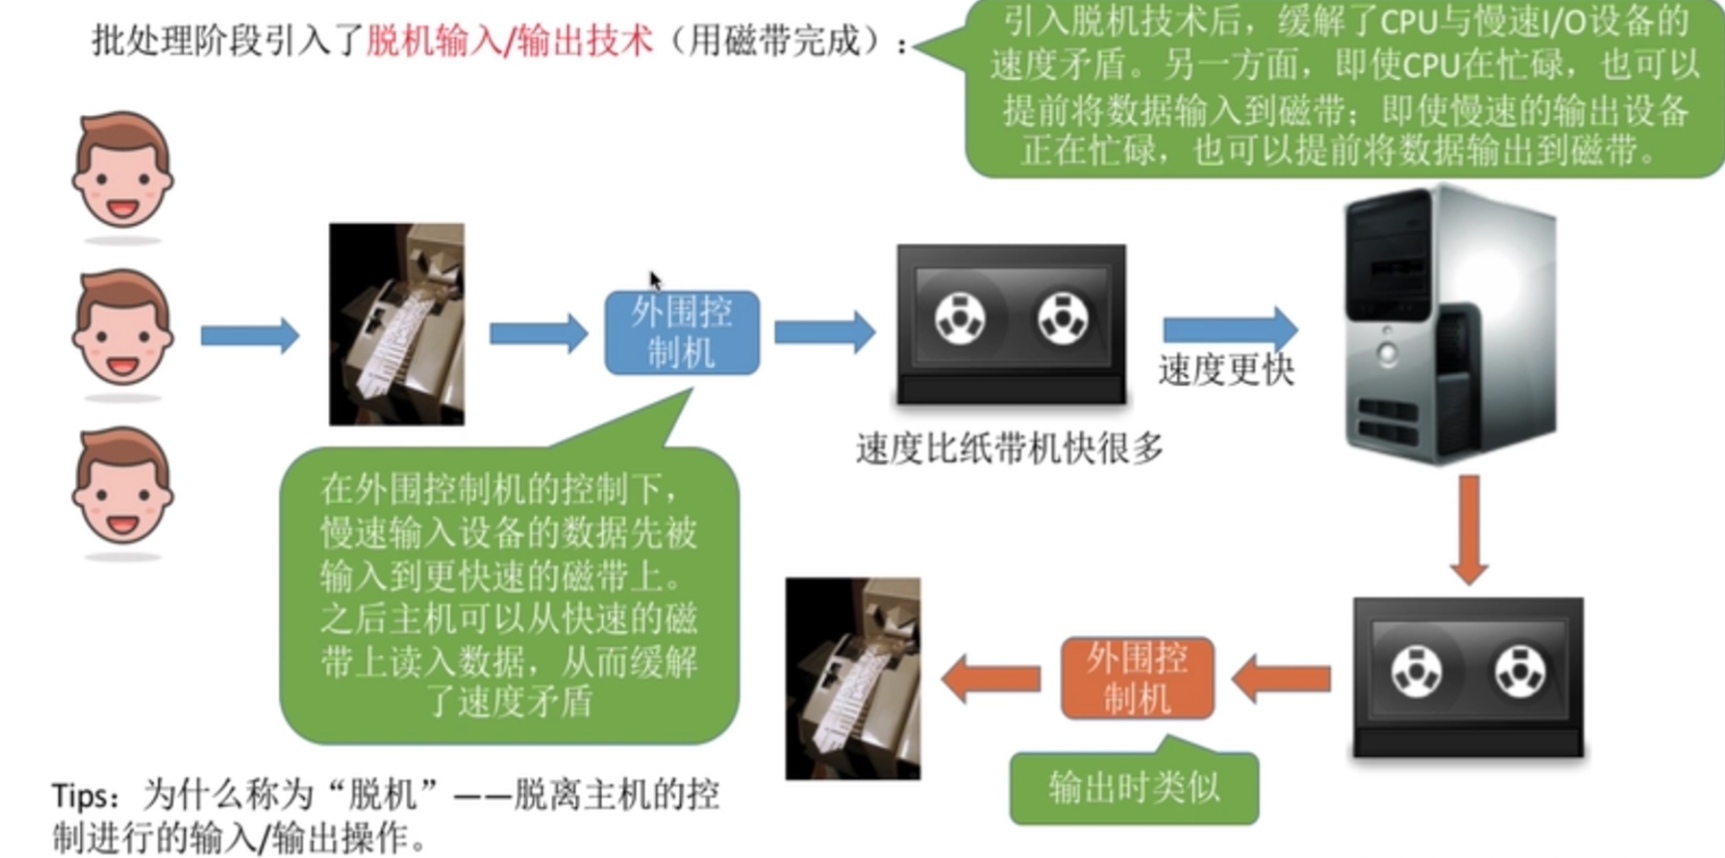 批处理阶段引入了脱机输入/输出技术（用磁带完成）:
引入脱机技术后，缓解了CPU与慢速I/O设备的
速度矛盾。另一方面，即使CPU在忙碌，也可以
提前将数据输入到磁带；即使慢速的输出设备
正在忙碌，也可以提前将数据输出到磁带。
外围控
制机
速度更快
速度比纸带机快很多
在外围控制机的控制下，
慢速输入设备的数据先被
输入到更快速的磁带上。
之后主机可以从快速的磁
带上读入数据，从而缓解
了速度矛盾
外围控
制机
输出时类似
Tips：为什么称为“脱机”——脱离主机的控
制进行的输入/输出操作。